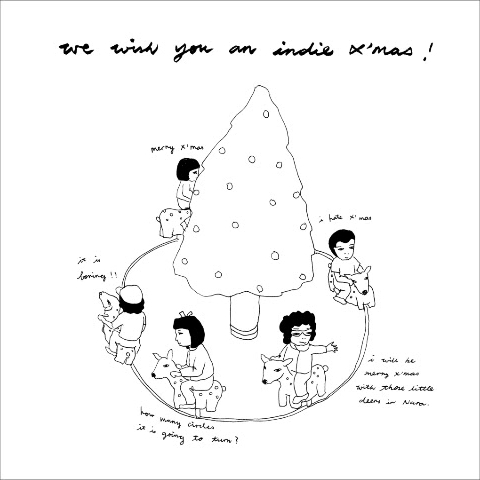 we wish you an indie x'mas!
merry x'mas
i hate x'mas
it is
boring!!
i will be
merry x'mas
with those little
deers in Nara.
how many circles
it is going to turn?